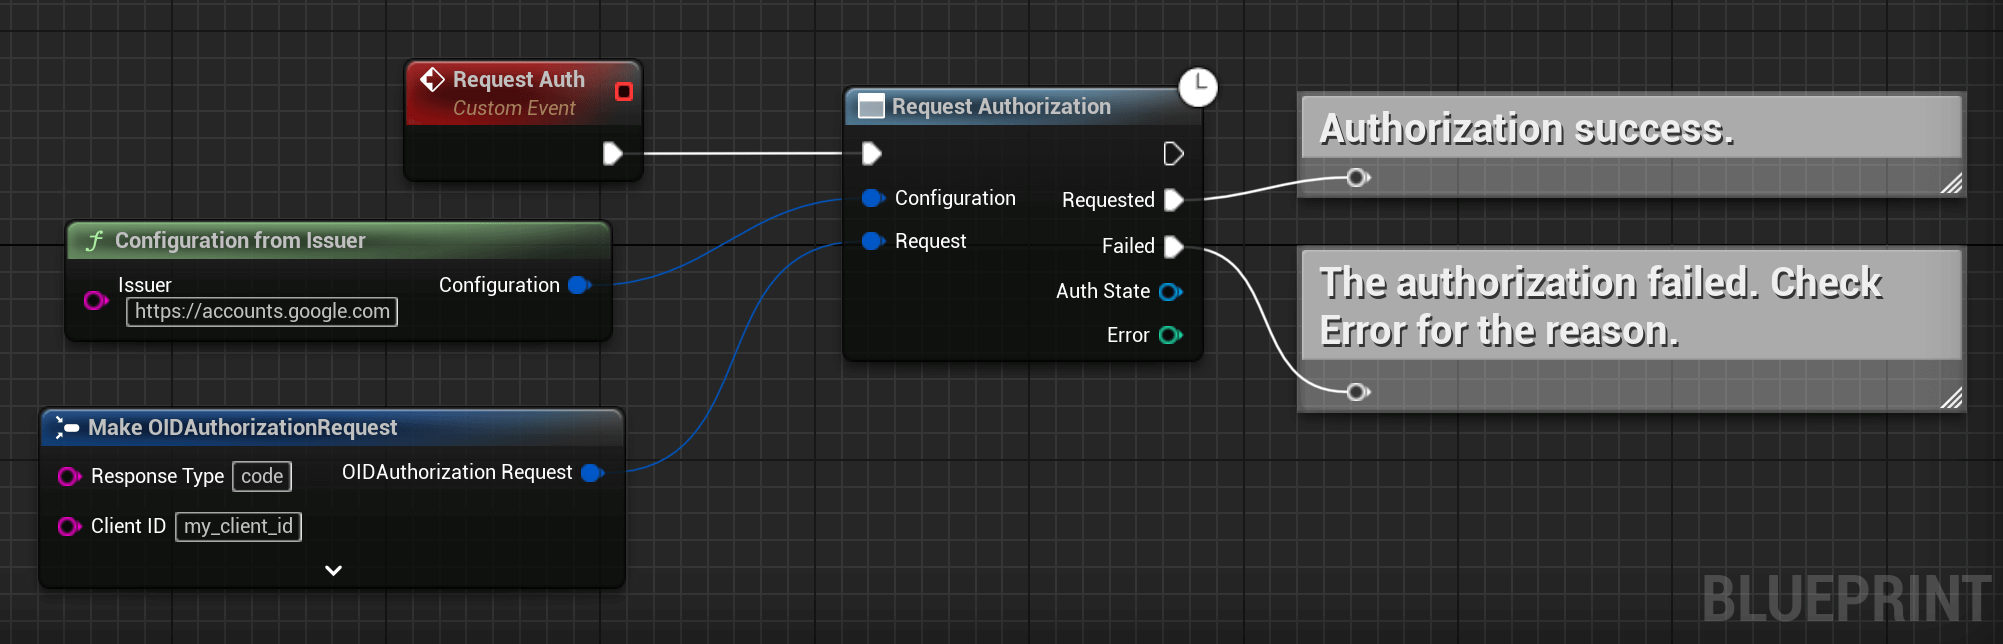 Request Auth
Custom Event
Request Authorization
Configuration
Requested
Request
Failed
Auth State
Error
Authorization success.
The authorization failed. Check
Error for the reason.
Configuration from Issuer
Issuer
Configuration
https://accounts.google.com
Make OIDAuthorizationRequest
Response Type code
OIDAuthorization Request
Client ID my_client_id
BLUEPRINT